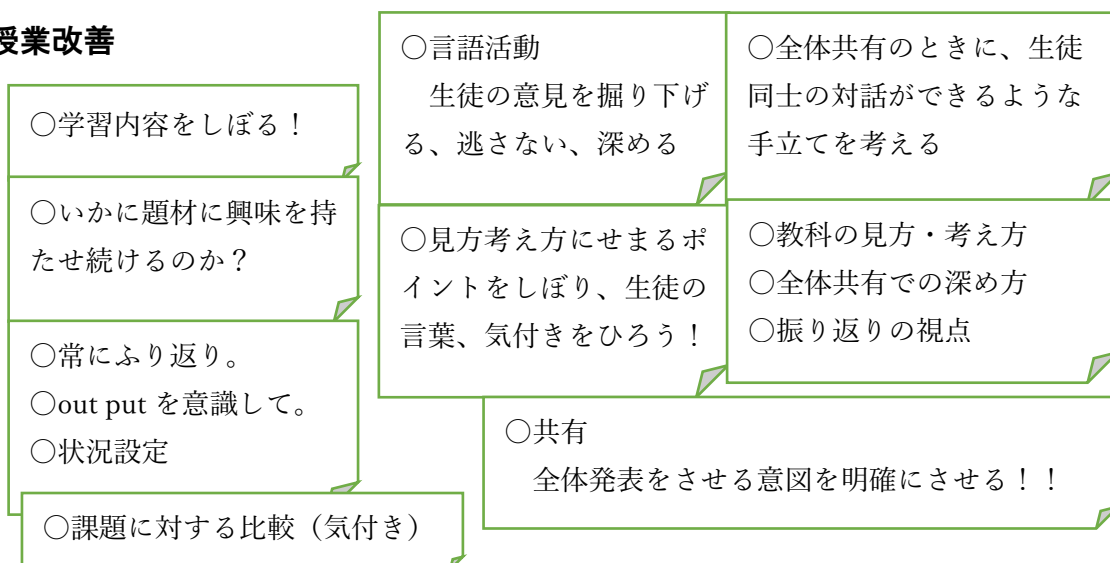 授業改善
○学習内容をしぼる！
○いかに題材に興味を持
たせ続けるのか？
○常にふり返り。
○out put を意識して。
○状況設定
○課題に対する比較（気付き）
○言語活動
生徒の意見を掘り下げ
る、逃さない、深める
○見方考え方にせまるポ
イントをしぼり、生徒の
言葉、気付きをひろう！
○全体共有のときに、生徒
同士の対話ができるような
手立てを考える
○教科の見方・考え方
○全体共有での深め方
○振り返りの視点
○共有
全体発表をさせる意図を明確にさせる！！